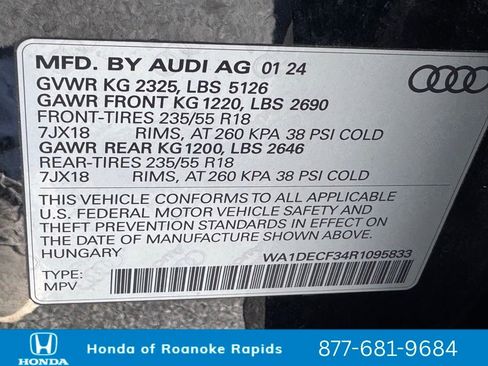 MFD. BY AUDI AG 01 24
GVWR KG 2325, LBS 5126
GAWR FRONT KG 1220, LBS 2690
FRONT-TIRES 235/55 R18
7JX18 RIMS, AT 260 KPA 38 PSI COLD
GAWR REAR KG 1200, LBS 2646
REAR-TIRES 235/55 R18
7JX18 RIMS, AT 260 KPA 38 PSI COLD
THIS VEHICLE CONFORMS TO ALL APPLICABLE
U.S. FEDERAL MOTOR VEHICLE SAFETY AND
THEFT PREVENTION STANDARDS IN EFFECT ON
THE DATE OF MANUFACTURE SHOWN ABOVE.
HUNGARY
WA1DECF34R1095833
TYPE:
MPV
HONDA
Honda of Roanoke Rapids
877-681-9684